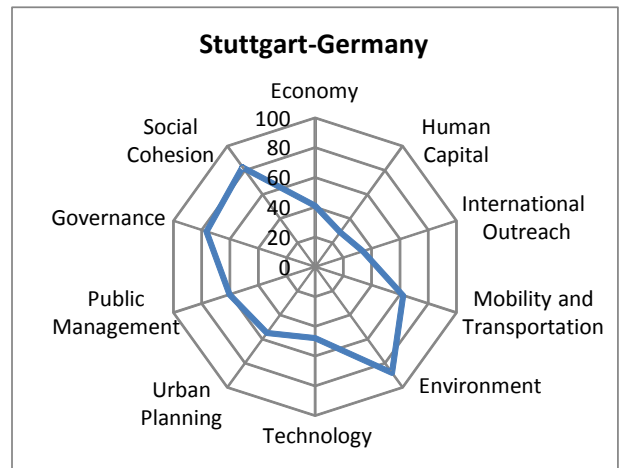 Stuttgart-Germany
Economy
Human
Capital
International
Outreach
Mobility and
Transportation
Environment
Technology
Urban
Planning
Public
Management
Governance
Social
Cohesion
100
80
60
40
20
0